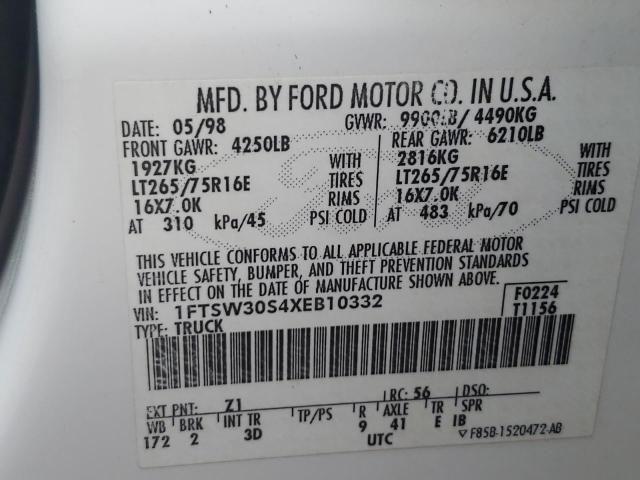 MFD. BY FORD MOTOR CO. IN U.S.A.
DATE: 05/98 GVWR: 9900LB/ 4490KG
FRONT GAWR: 4250LB REAR GAWR: 6210LB
1927KG WITH 2816KG WITH
LT265/75R16E TIRES LT265/75R16E TIRES
16X7.0K RIMS 16X7.0K RIMS
AT 310 kPa/45 PSI COLD AT 483 kPa/70 PSI COLD
THIS VEHICLE CONFORMS TO ALL APPLICABLE FEDERAL MOTOR
VEHICLE SAFETY, BUMPER, AND THEFT PREVENTION STANDARDS
IN EFFECT ON THE DATE OF MANUFACTURE SHOWN ABOVE.
VIN: 1FTSW30S4XEB10332 F0224
TYPE: TRUCK T1156
EXT PNT: Z1 RC: 56 DSO:
WB BRK INT TR TP/PS R AXLE TR SPR
172 2 3D 9 41 E IB
UTC F85B-1520472-AB